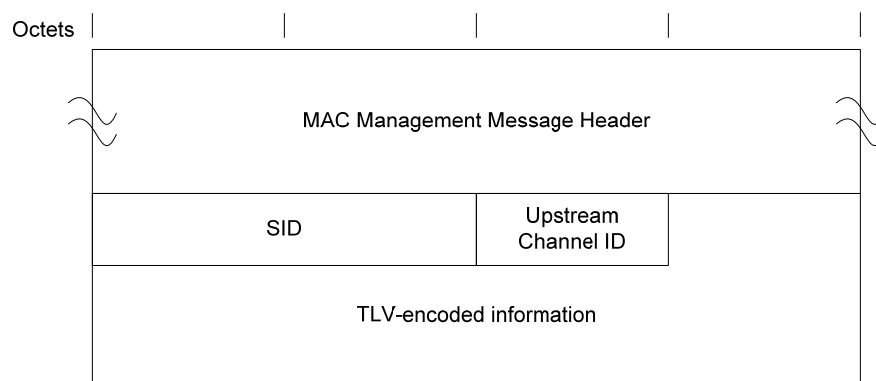 Octets
MAC Management Message Header
SID
Upstream
Channel ID
TLV-encoded information